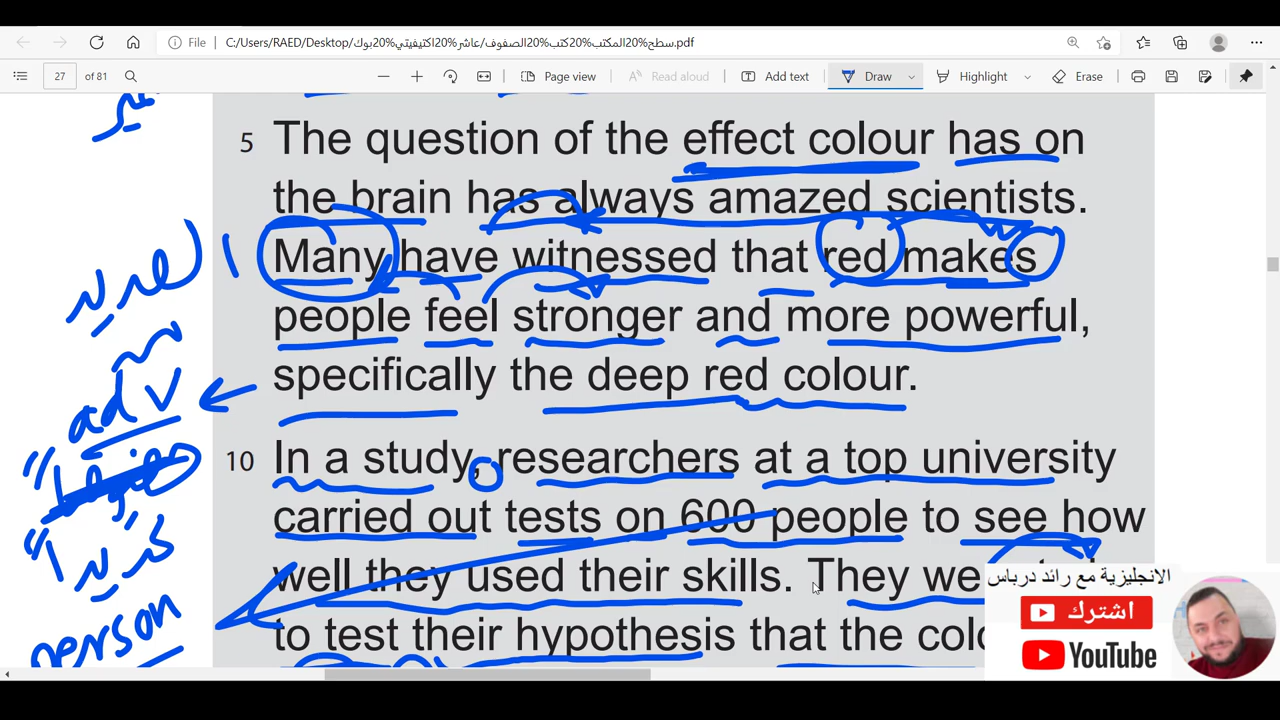 File C:/Users/RAED/Desktop/سطح%20المكتب%20كتب%20الصفوف/عاشر%20اكتيفيتي%20بوك.pdf
27 of 81 Page view Read aloud Add text Draw Highlight Erase
5 The question of the effect colour has on
the brain has always amazed scientists.
Many have witnessed that red makes
people feel stronger and more powerful,
specifically the deep red colour.
10 In a study, researchers at a top university
carried out tests on 600 people to see how
well they used their skills. They we
to test their hypothesis that the colo
العديد
adv
person
الانجليزية مع رائد درباس
اشترك
YouTube